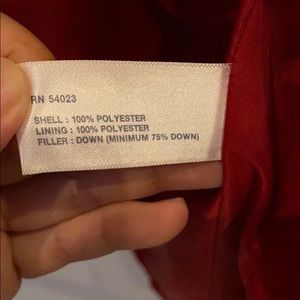 RN 54023
SHELL : 100% POLYESTER
LINING : 100% POLYESTER
FILLER : DOWN (MINIMUM 75% DOWN)